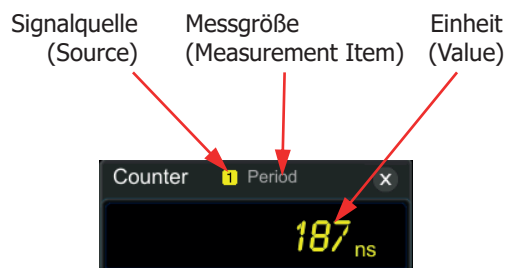 Signalquelle
(Source)
Messgröße
(Measurement Item)
Einheit
(Value)
Counter 1 Period X
187 ns